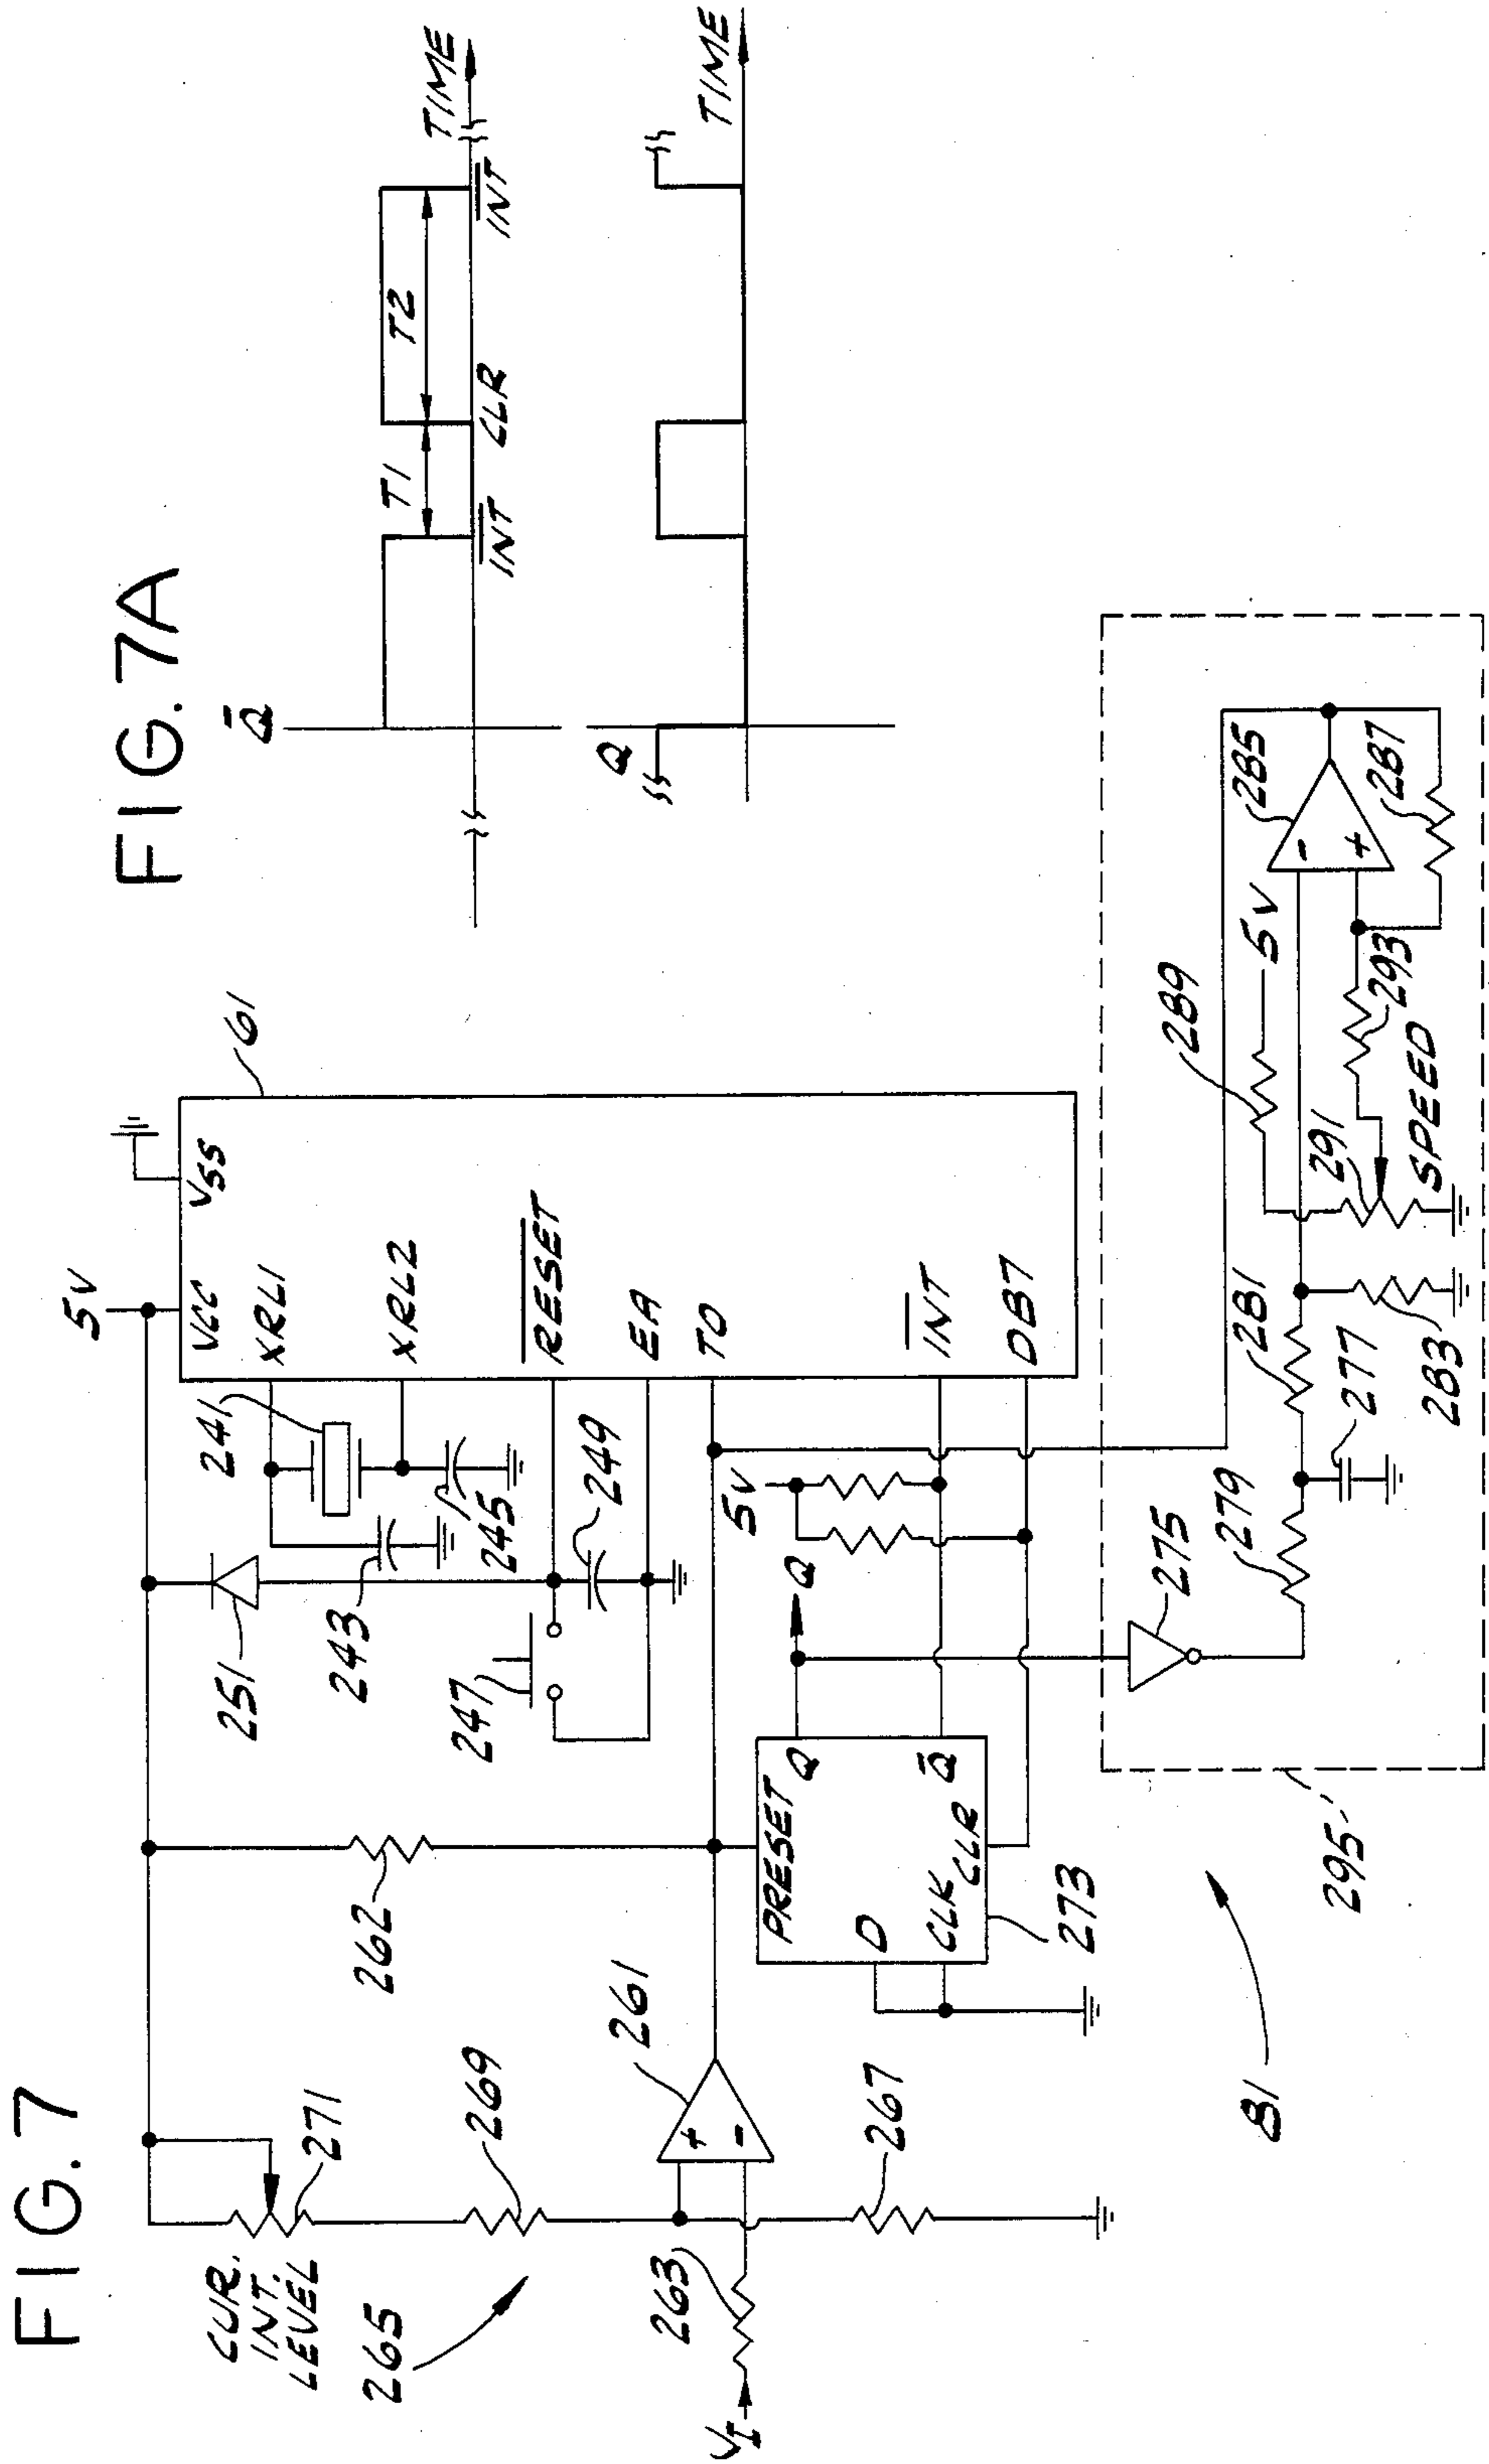 FIG. 7
CUR.
INT.
LEVEL
271
265
269
263
VI
261
267
262
251
243
247
241
245
249
5V
VCC
VSS
61
XRL1
XRL2
RESET
EA
TO
INT
DB7
5V
Q
PRESET
Q
D
Q̅
CLK
CLR
273
81
295
275
279
277
281
283
289
5V
291
293
SPEED
285
287
FIG. 7A
Q̅
T1
T2
TIME
INT
CLR
INT
Q
TIME